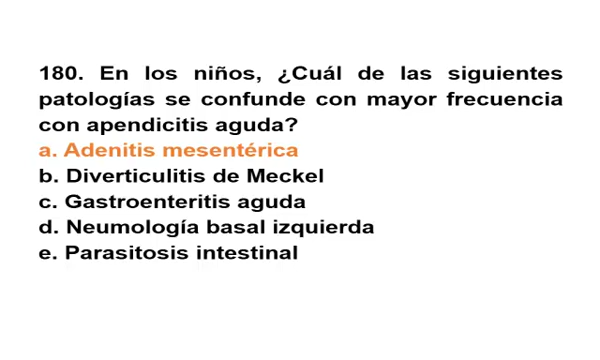 180. En los niños, ¿Cuál de las siguientes
patologías se confunde con mayor frecuencia
con apendicitis aguda?
a. Adenitis mesentérica
b. Diverticulitis de Meckel
c. Gastroenteritis aguda
d. Neumología basal izquierda
e. Parasitosis intestinal